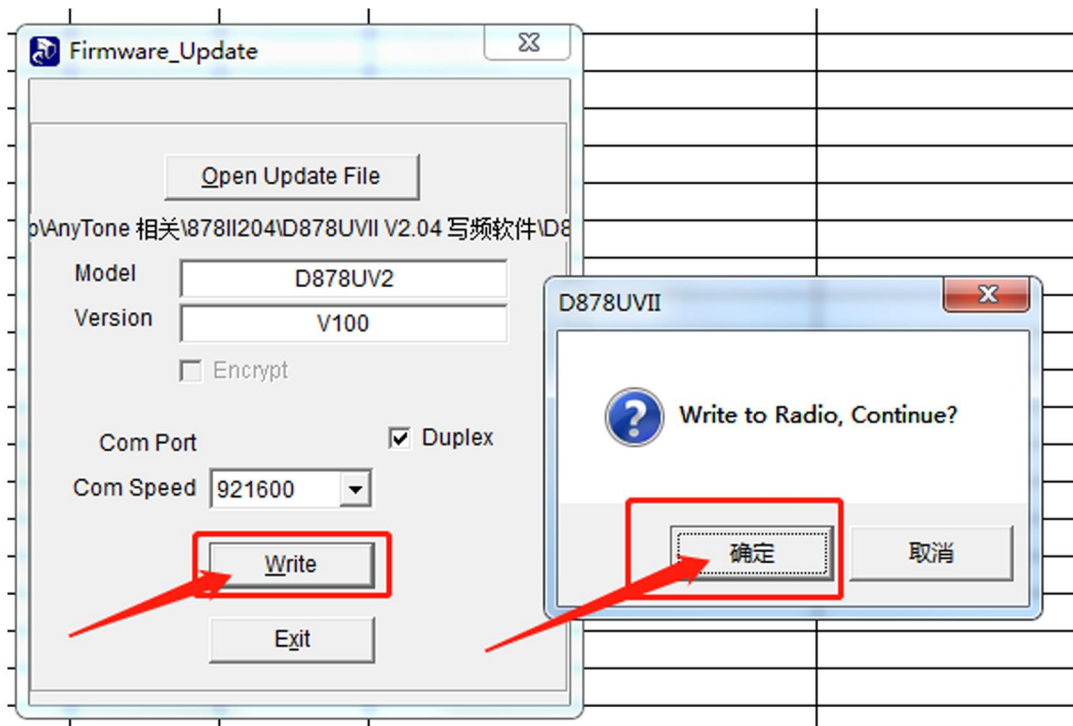 Firmware_Update
Open Update File
p\AnyTone 相关\878II204\D878UVII V2.04 写频软件\D8
Model D878UV2
Version V100
Encrypt
Com Port
Duplex
Com Speed 921600
Write
Exit
D878UVII
Write to Radio, Continue?
确定 取消